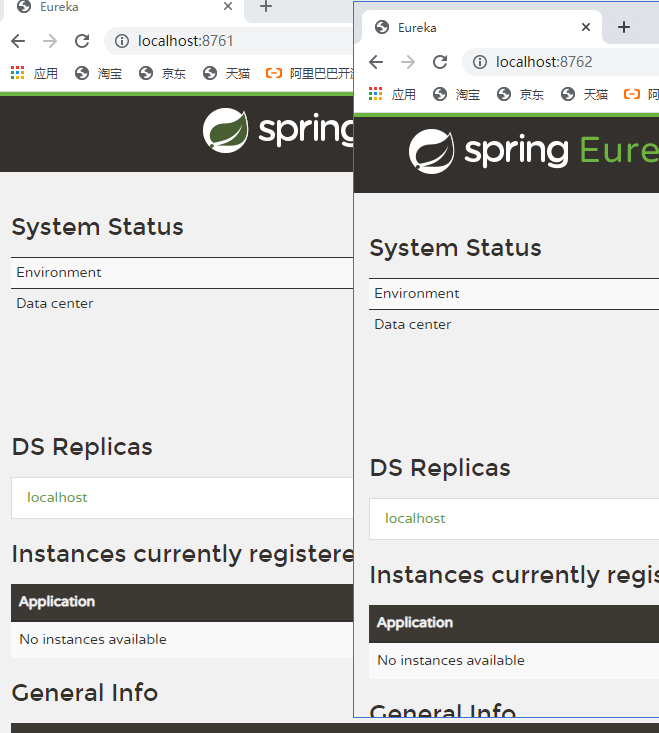 Eureka
localhost:8761
应用 淘宝 京东 天猫 阿里巴巴开
spring
System Status
Environment
Data center
DS Replicas
localhost
Instances currently registere
Application
No instances available
General Info
Eureka
localhost:8762
应用 淘宝 京东 天猫 阿
spring Eure
System Status
Environment
Data center
DS Replicas
localhost
Instances currently regis
Application
No instances available
General Info